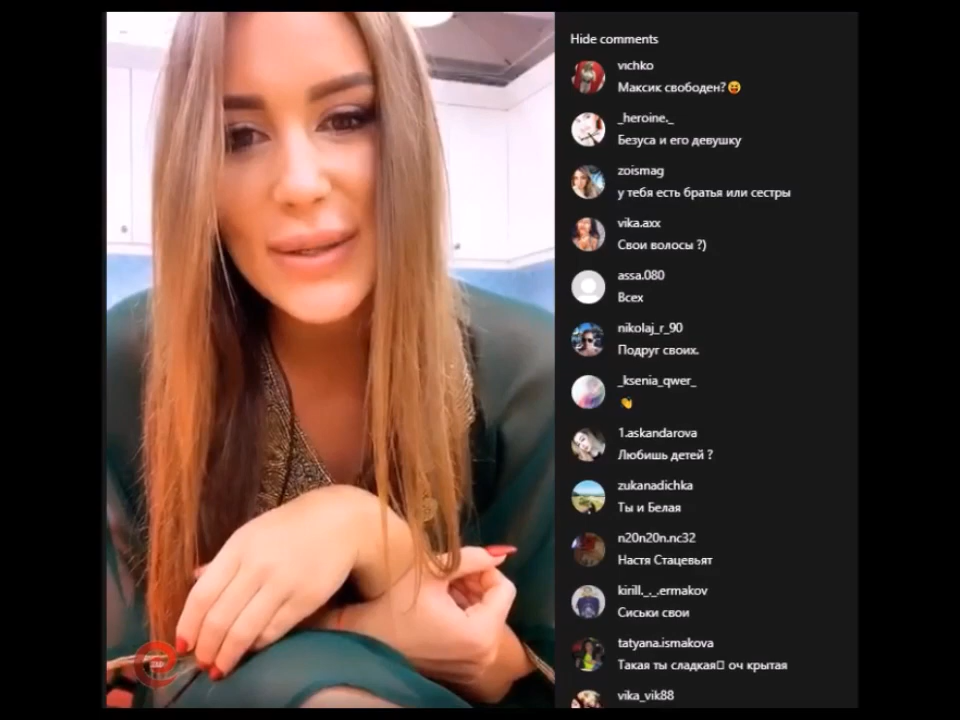 Hide comments
vichko
Максик свободен?😝
_heroine._
Безуса и его девушку
zoismag
у тебя есть братья или сестры
vika.axx
Свои волосы ?)
assa.080
Всех
nikolaj_r_90
Подруг своих.
_ksenia_qwer_
👏
1.askandarova
Любишь детей ?
zukanadichka
Ты и Белая
n20n20n.nc32
Настя Стацевьят
kirill._._.ermakov
Сиськи свои
tatyana.ismakova
Такая ты сладкая▯ оч крытая
vika_vik88